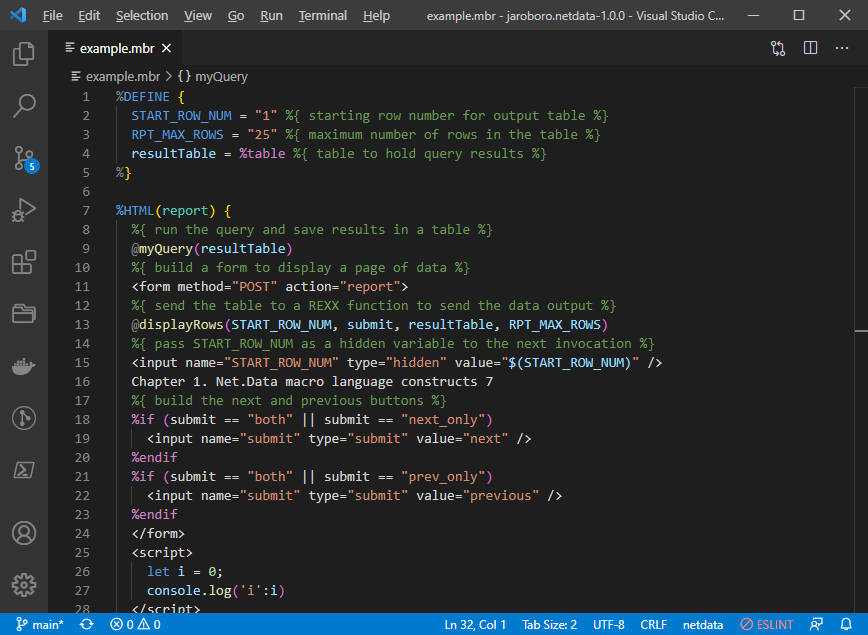 File Edit Selection View Go Run Terminal Help example.mbr - jaroboro.netdata-1.0.0 - Visual Studio C...
example.mbr
example.mbr > {} myQuery
1 %DEFINE {
2 START_ROW_NUM = "1" %{ starting row number for output table %}
3 RPT_MAX_ROWS = "25" %{ maximum number of rows in the table %}
4 resultTable = %table %{ table to hold query results %}
5 %}
6
7 %HTML(report) {
8 %{ run the query and save results in a table %}
9 @myQuery(resultTable)
10 %{ build a form to display a page of data %}
11 <form method="POST" action="report">
12 %{ send the table to a REXX function to send the data output %}
13 @displayRows(START_ROW_NUM, submit, resultTable, RPT_MAX_ROWS)
14 %{ pass START_ROW_NUM as a hidden variable to the next invocation %}
15 <input name="START_ROW_NUM" type="hidden" value="$(START_ROW_NUM)" />
16 Chapter 1. Net.Data macro language constructs 7
17 %{ build the next and previous buttons %}
18 %if (submit == "both" || submit == "next_only")
19 <input name="submit" type="submit" value="next" />
20 %endif
21 %if (submit == "both" || submit == "prev_only")
22 <input name="submit" type="submit" value="previous" />
23 %endif
24 </form>
25 <script>
26 let i = 0;
27 console.log('i':i)
28 </script>
5
main* 0 0 Ln 32, Col 1 Tab Size: 2 UTF-8 CRLF netdata ESLINT